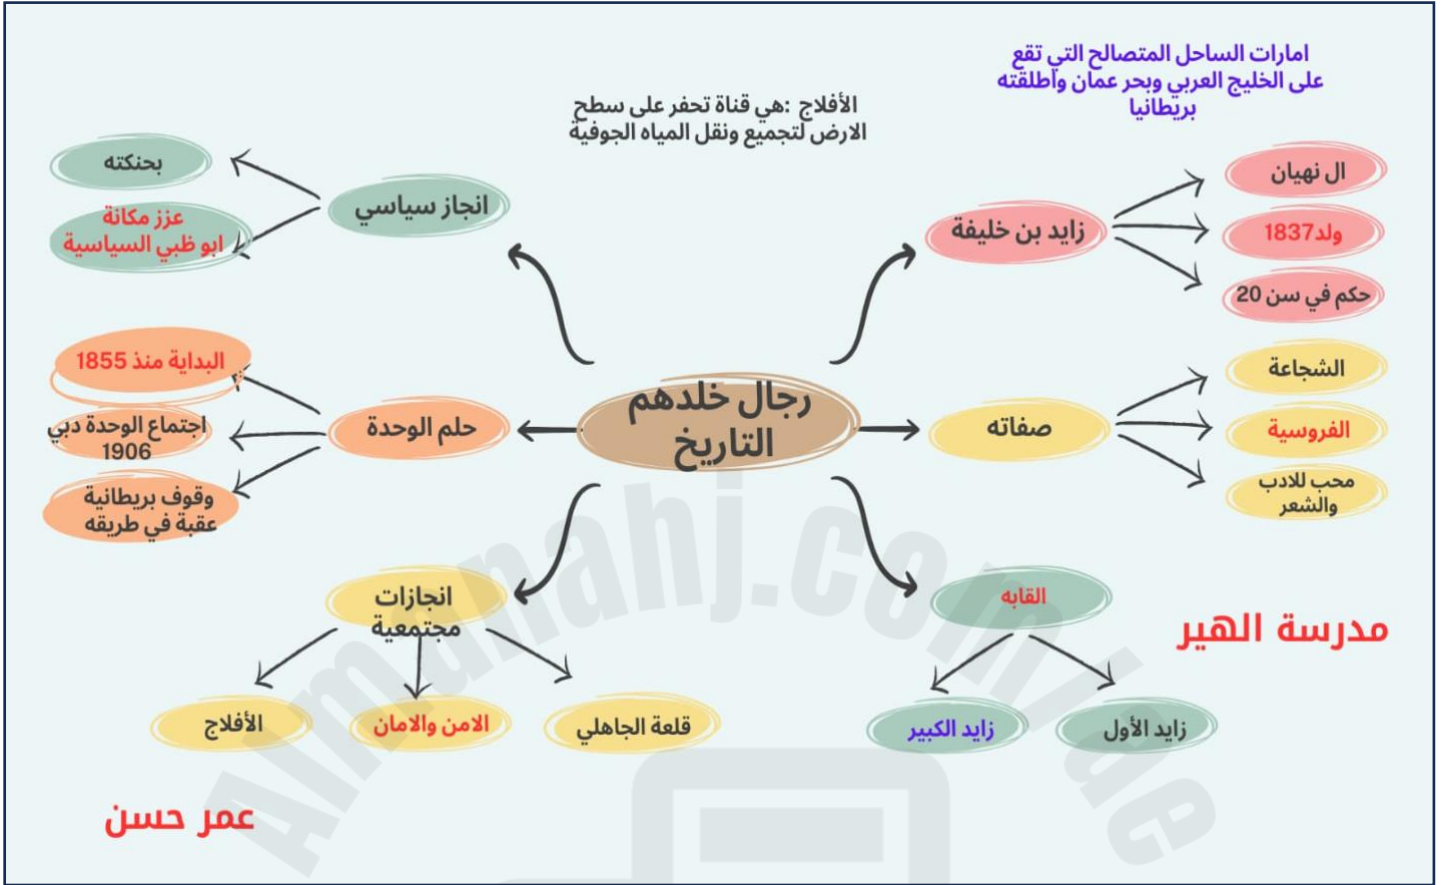 امارات الساحل المتصالح التي تقع
على الخليج العربي وبحر عمان واطلقته
بريطانيا
الأفلاج :هي قناة تحفر على سطح
الارض لتجميع ونقل المياه الجوفية
رجال خلدهم
التاريخ
زايد بن خليفة
ال نهيان
ولد1837
حكم في سن 20
صفاته
الشجاعة
الفروسية
محب للادب
والشعر
القابه
زايد الأول
زايد الكبير
انجاز سياسي
بحنكته
عزز مكانة
ابو ظبي السياسية
حلم الوحدة
البداية منذ 1855
اجتماع الوحدة دبي
1906
وقوف بريطانية
عقبة في طريقه
انجازات
مجتمعية
قلعة الجاهلي
الامن والامان
الأفلاج
مدرسة الهير
عمر حسن
Almanahj.com/ae